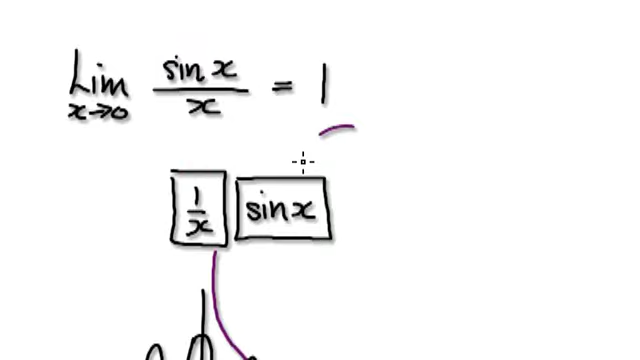 Lim x→0 sin x / x = 1
1/x sin x